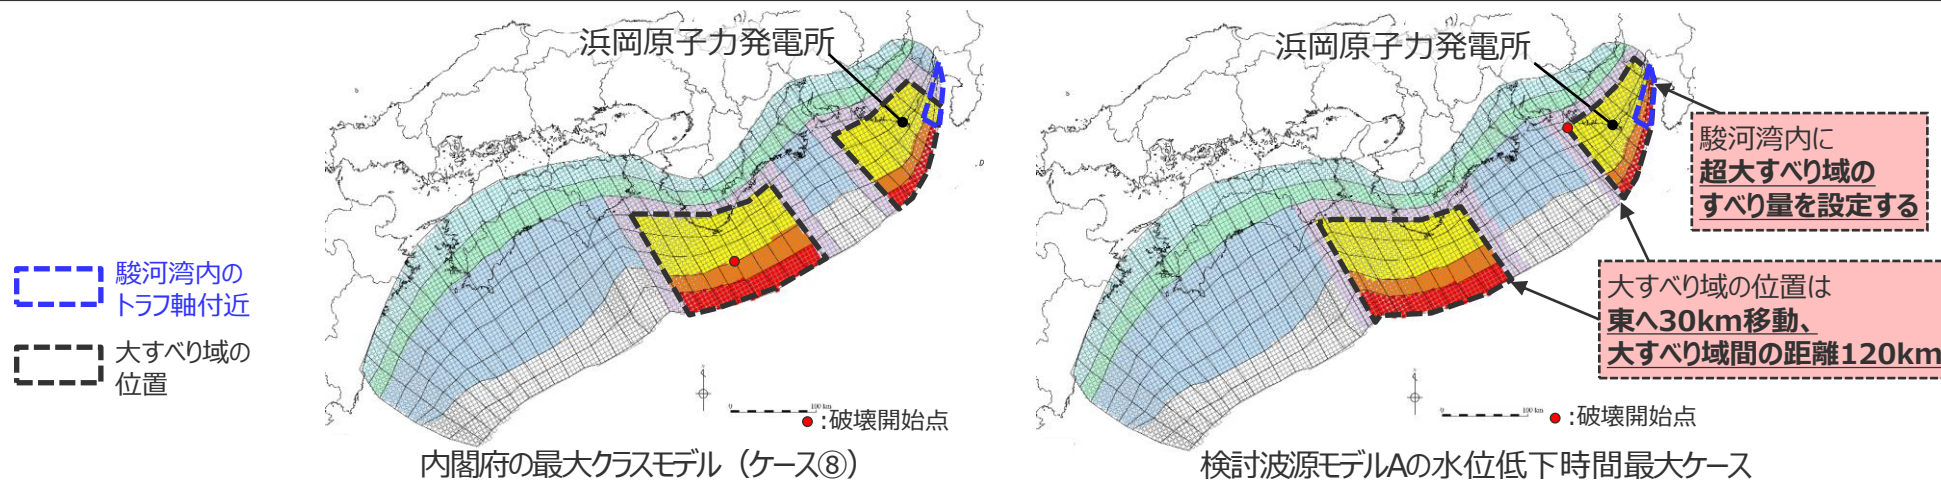 浜岡原子力発電所
駿河湾内の
トラフ軸付近
大すべり域の
位置
0 100 km
●:破壊開始点
内閣府の最大クラスモデル（ケース⑧）
浜岡原子力発電所
駿河湾内に
超大すべり域の
すべり量を設定する
大すべり域の位置は
東へ30km移動、
大すべり域間の距離120km
0 100 km
●:破壊開始点
検討波源モデルAの水位低下時間最大ケース